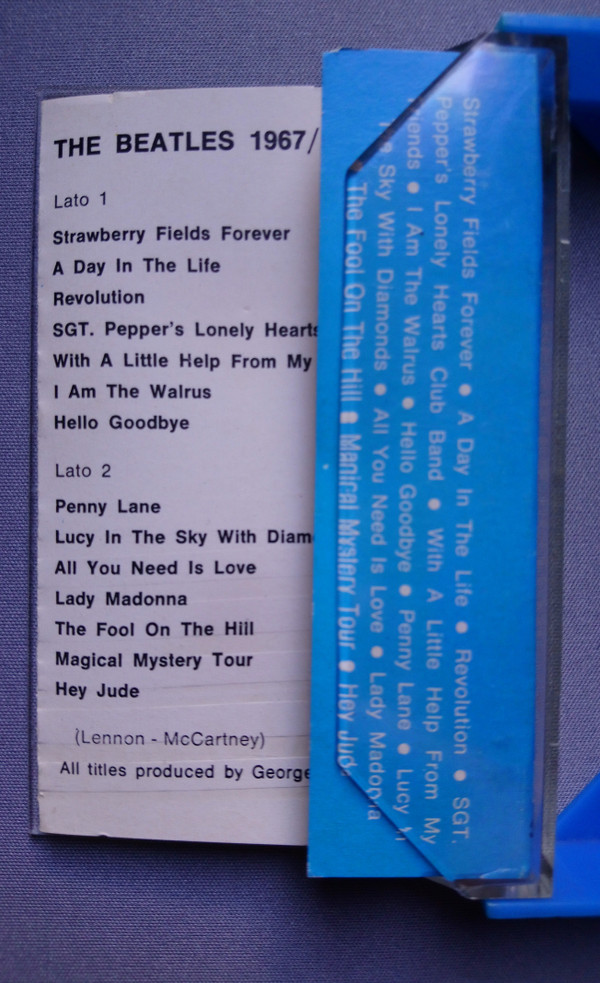 THE BEATLES 1967/
Lato 1
Strawberry Fields Forever
A Day In The Life
Revolution
SGT. Pepper's Lonely Hearts
With A Little Help From My
I Am The Walrus
Hello Goodbye
Lato 2
Penny Lane
Lucy In The Sky With Diam
All You Need Is Love
Lady Madonna
The Fool On The Hill
Magical Mystery Tour
Hey Jude
(Lennon - McCartney)
All titles produced by George
Strawberry Fields Forever ● A Day In The Life ● Revolution ● SGT.
Pepper's Lonely Hearts Club Band ● With A Little Help From My
Friends ● I Am The Walrus ● Hello Goodbye ● Penny Lane ● Lucy In
The Sky With Diamonds ● All You Need Is Love ● Lady Madonna
The Fool On The Hill ● Magical Mystery Tour ● Hey Jude